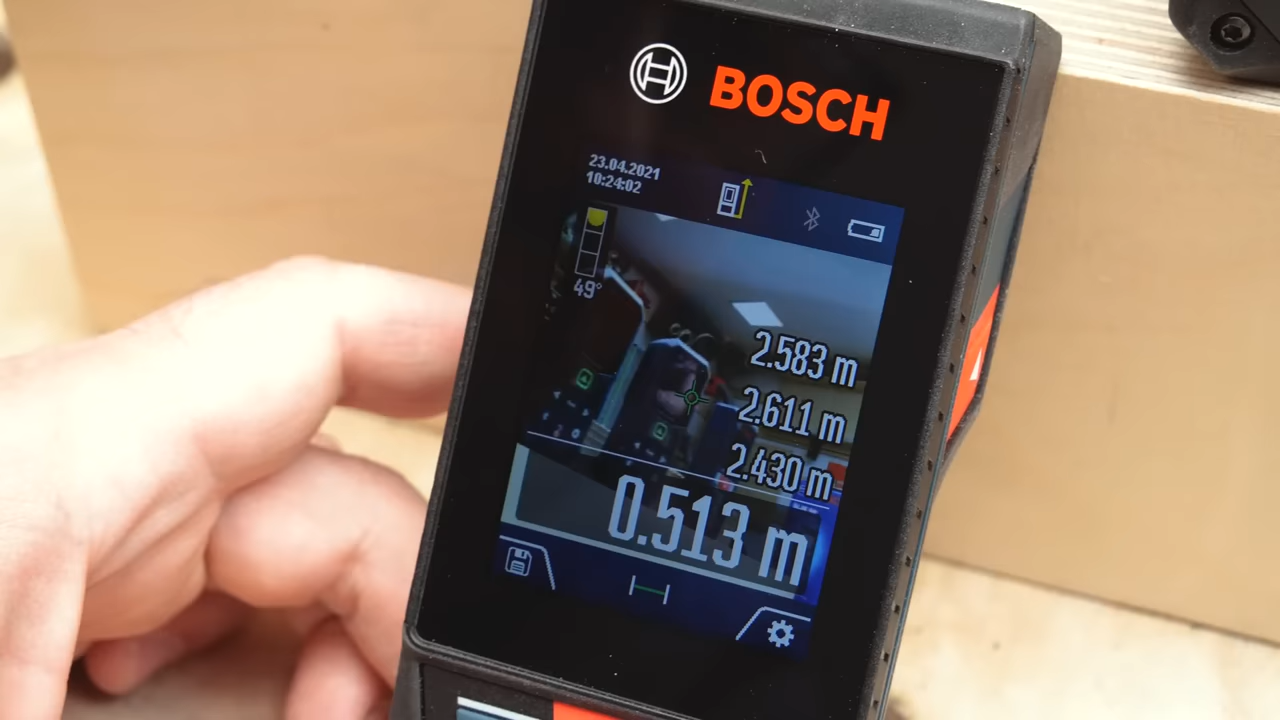 BOSCH
23.04.2021
10:24:02
49°
2.583 m
2.611 m
2.430 m
0.513 m